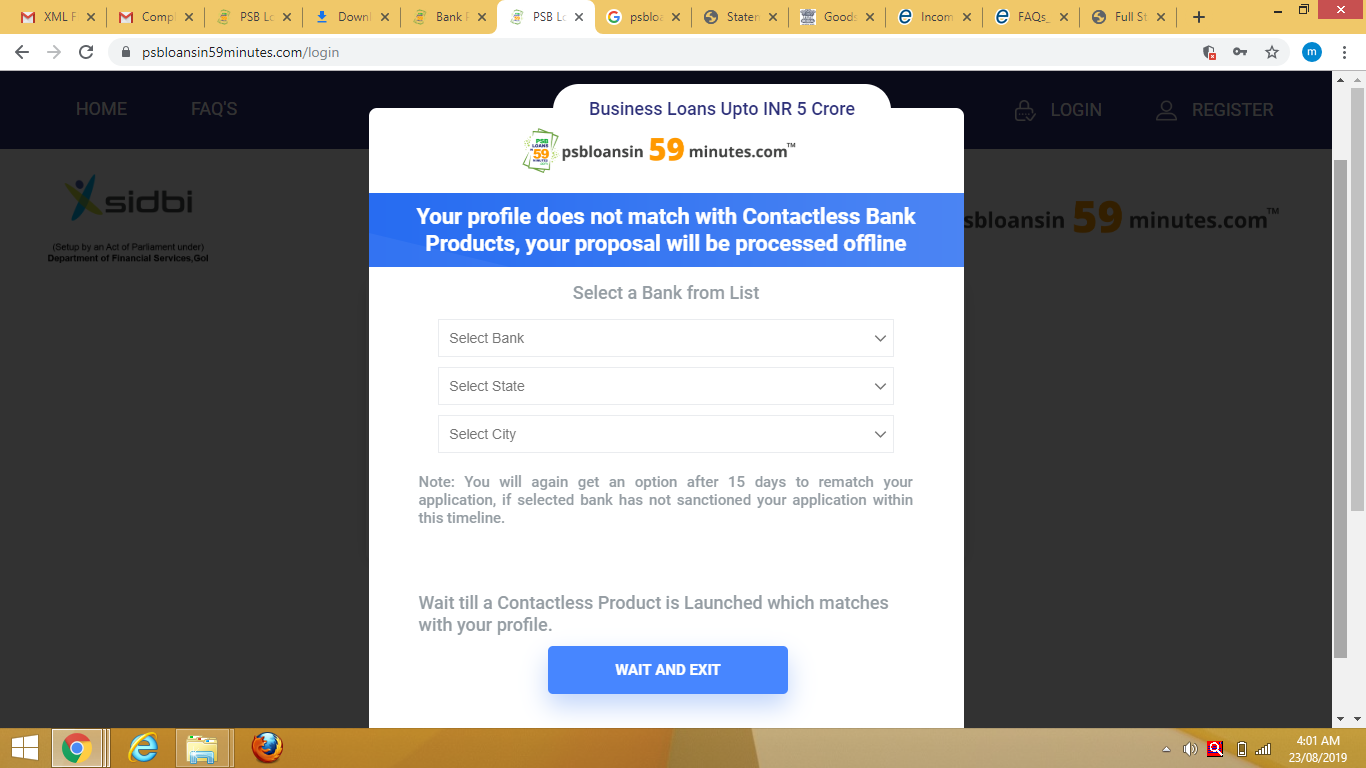 XML F
Compl
PSB Lo
Downl
Bank F
PSB Lo
psbloa
Staten
Goods
Incom
FAQs_
Full St
psbloansin59minutes.com/login
m
HOME
FAQ'S
Business Loans Upto INR 5 Crore
LOGIN
REGISTER
PSB LOANS 59
psbloansin 59 minutes.com™
sidbi
(Setup by an Act of Parliament under)
Department of Financial Services,GoI
sbloansin 59 minutes.com™
Your profile does not match with Contactless Bank
Products, your proposal will be processed offline
Select a Bank from List
Select Bank
Select State
Select City
Note: You will again get an option after 15 days to rematch your
application, if selected bank has not sanctioned your application within
this timeline.
Wait till a Contactless Product is Launched which matches
with your profile.
WAIT AND EXIT
4:01 AM
23/08/2019